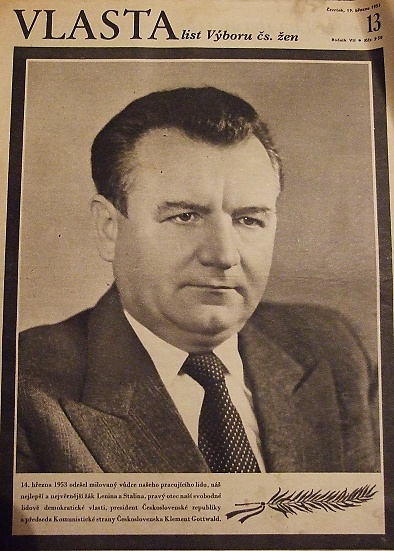 VLASTA list Výboru čs. žen
Čtvrtek, 19. března 1953
13
Ročník VII ● Kčs 3·50
14. března 1953 odešel milovaný vůdce našeho pracujícího lidu, náš
nejlepší a nejvěrnější žák Lenina a Stalina, pravý otec naší svobodné
lidově demokratické vlasti, president Československé republiky
a předseda Komunistické strany Československa Klement Gottwald.